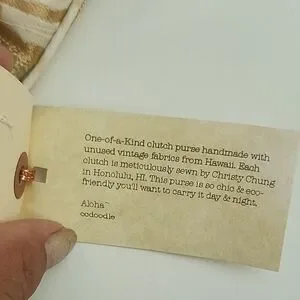 One-of-a-Kind clutch purse handmade with
unused vintage fabrics from Hawaii. Each
clutch is meticulously sewn by Christy Chung
in Honolulu, HI. This purse is so chic & eco-
friendly you'll want to carry it day & night.
Aloha~
codoodle